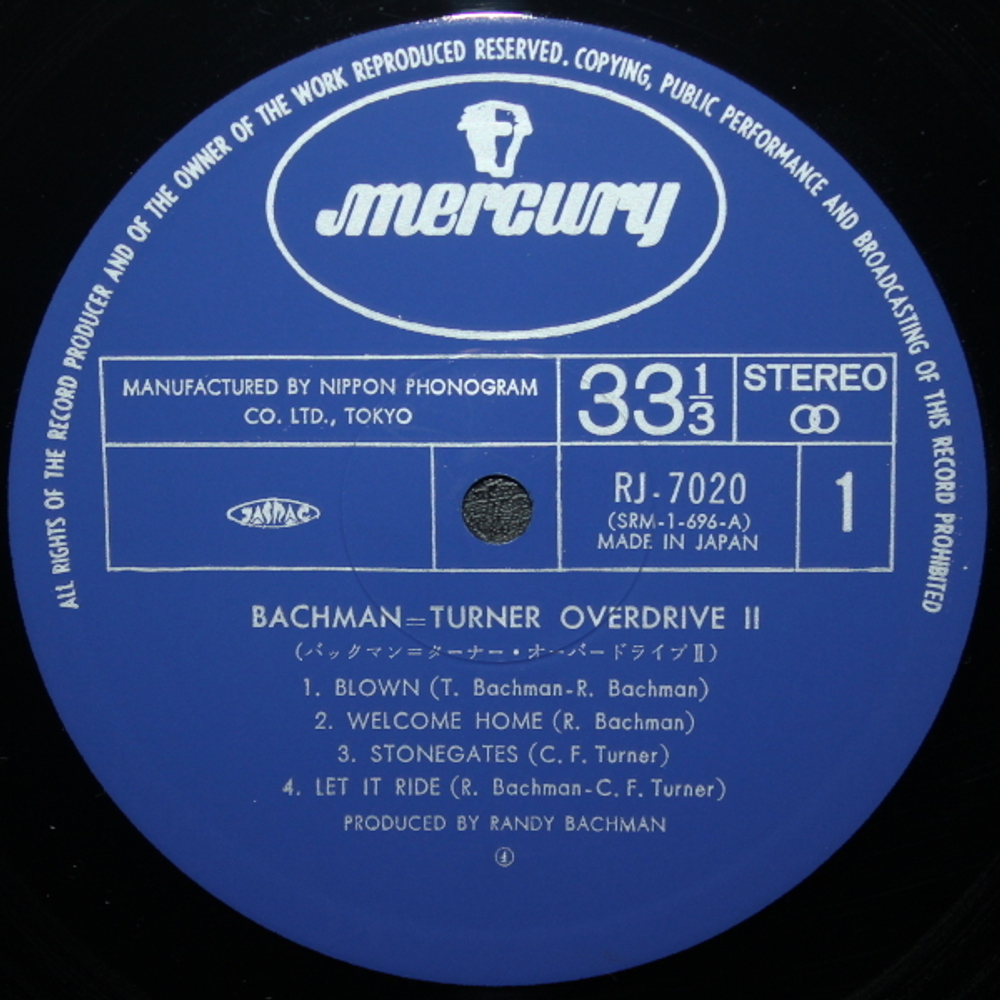 ALL RIGHTS OF THE RECORD PRODUCER AND OF THE OWNER OF THE WORK REPRODUCED RESERVED. COPYING, PUBLIC PERFORMANCE AND BROADCASTING OF THIS RECORD PROHIBITED
mercury
MANUFACTURED BY NIPPON PHONOGRAM
CO. LTD., TOKYO
33 1/3
STEREO
JASRAC
RJ-7020
(SRM-1-696-A)
MADE IN JAPAN
1
BACHMAN=TURNER OVERDRIVE II
(バックマン=ターナー・オーバードライブⅡ)
1. BLOWN (T. Bachman-R. Bachman)
2. WELCOME HOME (R. Bachman)
3. STONEGATES (C. F. Turner)
4. LET IT RIDE (R. Bachman-C. F. Turner)
PRODUCED BY RANDY BACHMAN